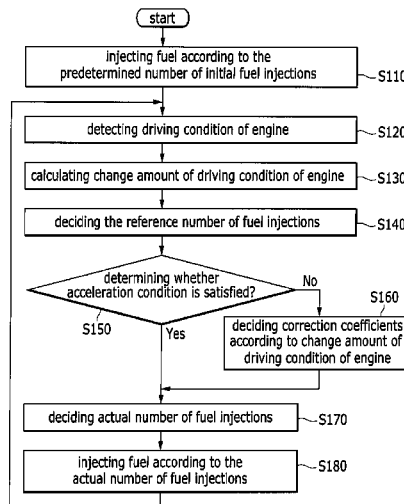 start
injecting fuel according to the
predetermined number of initial fuel injections
S110
detecting driving condition of engine
S120
calculating change amount of driving condition of engine
S130
deciding the reference number of fuel injections
S140
determining whether
acceleration condition is satisfied?
S150
No
Yes
S160
deciding correction coefficients
according to change amount of
driving condition of engine
deciding actual number of fuel injections
S170
injecting fuel according to the
actual number of fuel injections
S180